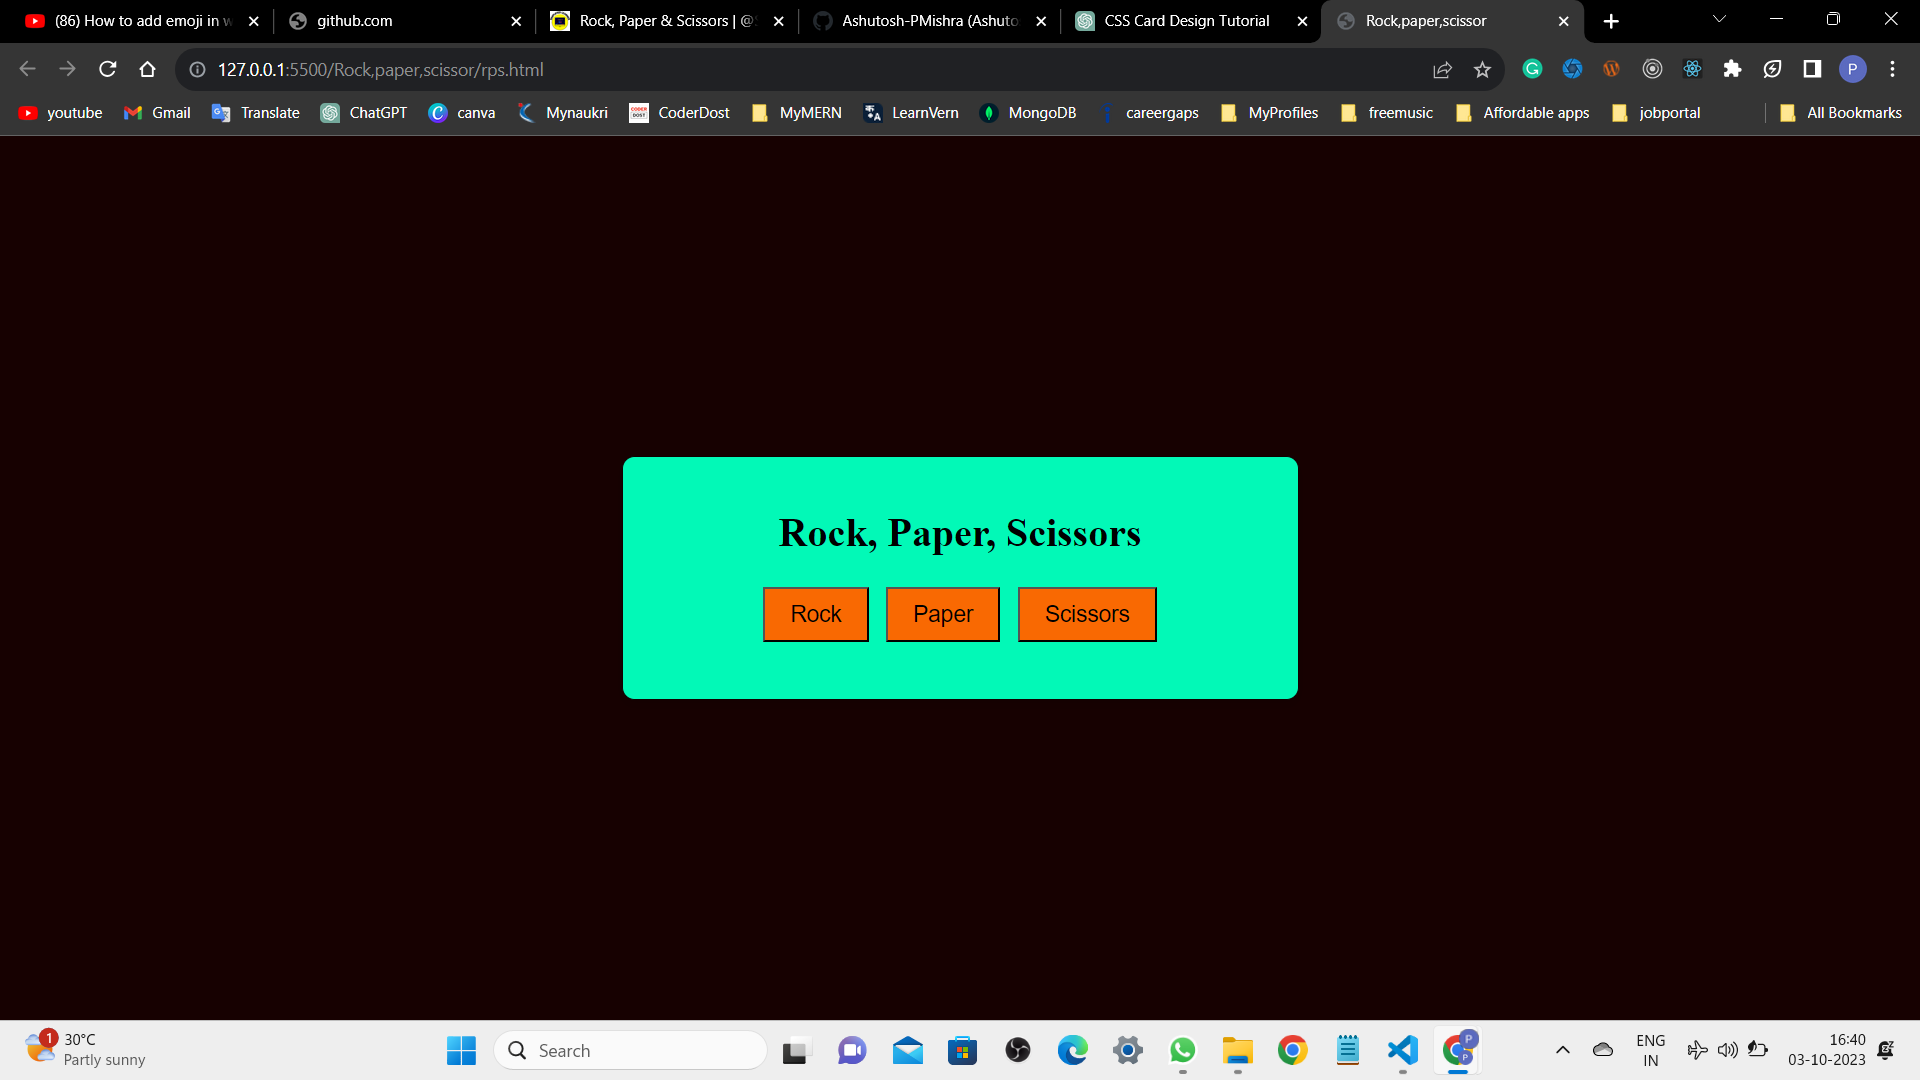 (86) How to add emoji in w
github.com
Rock, Paper & Scissors | @
Ashutosh-PMishra (Ashuto
CSS Card Design Tutorial
Rock,paper,scissor
127.0.0.1:5500/Rock,paper,scissor/rps.html
P
youtube
Gmail
Translate
ChatGPT
canva
Mynaukri
CoderDost
MyMERN
LearnVern
MongoDB
careergaps
MyProfiles
freemusic
Affordable apps
jobportal
All Bookmarks
Rock, Paper, Scissors
Rock
Paper
Scissors
1
30°C
Partly sunny
Search
P
P
ENG
IN
16:40
03-10-2023